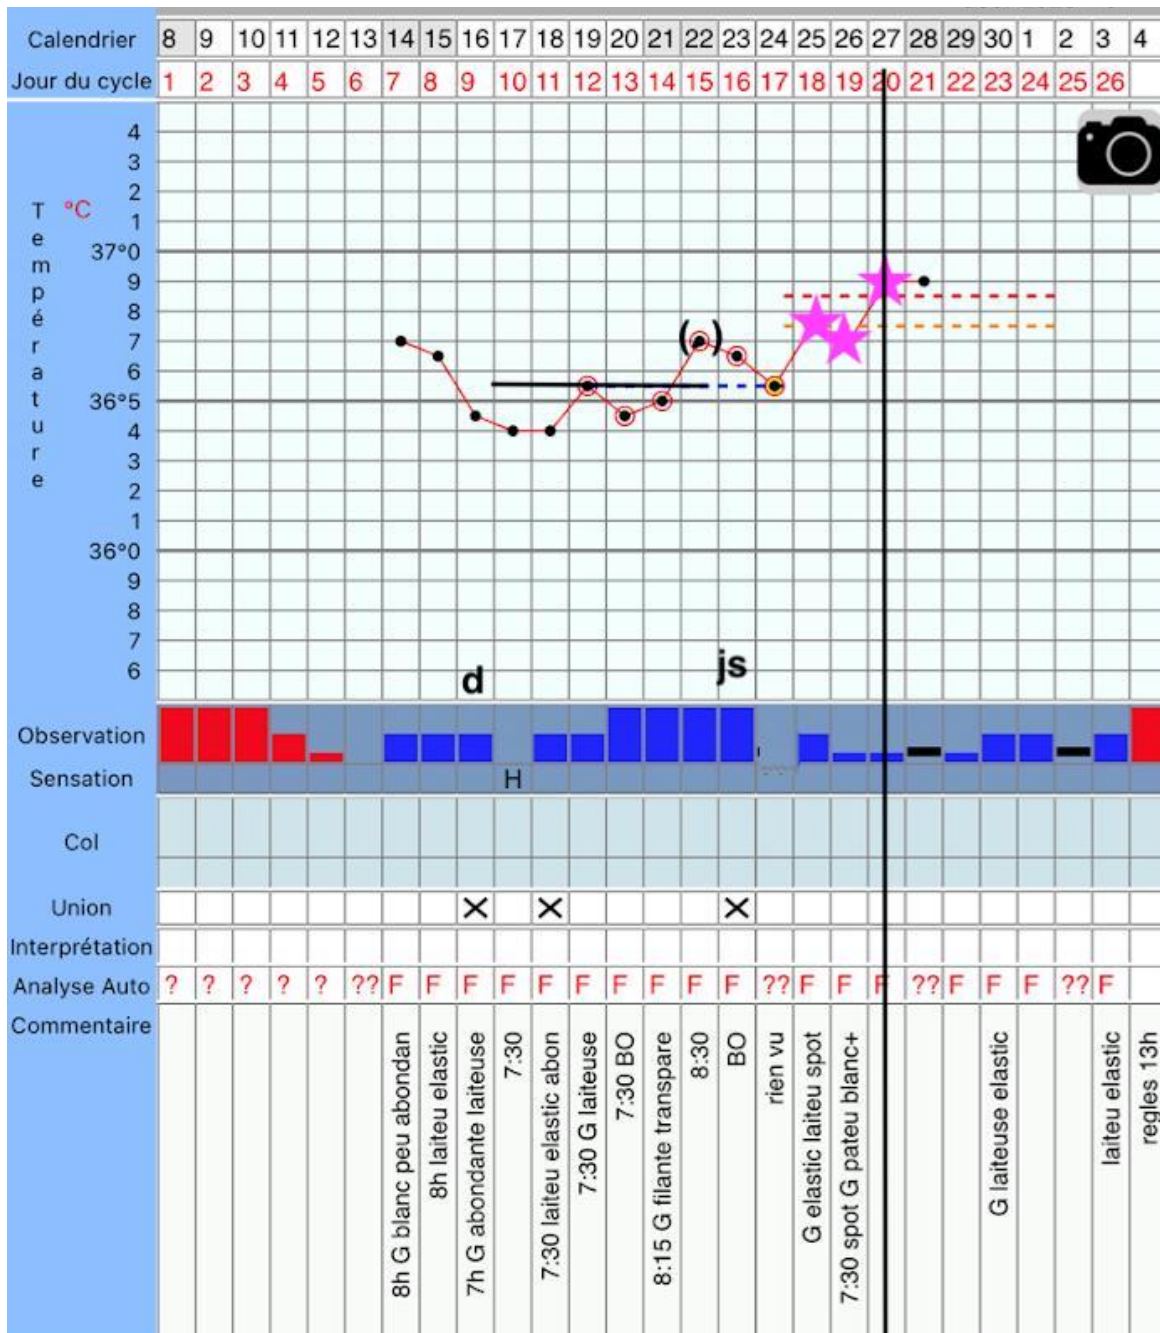 Calendrier 8 9 10 11 12 13 14 15 16 17 18 19 20 21 22 23 24 25 26 27 28 29 30 1 2 3 4
Jour du cycle 1 2 3 4 5 6 7 8 9 10 11 12 13 14 15 16 17 18 19 20 21 22 23 24 25 26
Température °C
4
3
2
1
37°0
9
8
7
6
36°5
4
3
2
1
36°0
9
8
7
6
( )
d
js
Observation
Sensation H
Col
Union X X X
Interprétation
Analyse Auto ? ? ? ? ? ?? F F F F F F F F F F ?? F F F ?? F F F ?? F
Commentaire
8h G blanc peu abondan
8h laiteu elastic
7h G abondante laiteuse
7:30
7:30 laiteu elastic abon
7:30 G laiteuse
7:30 BO
8:15 G filante transpare
8:30
BO
rien vu
G elastic laiteu spot
7:30 spot G pateu blanc+
G laiteuse elastic
laiteu elastic
regles 13h